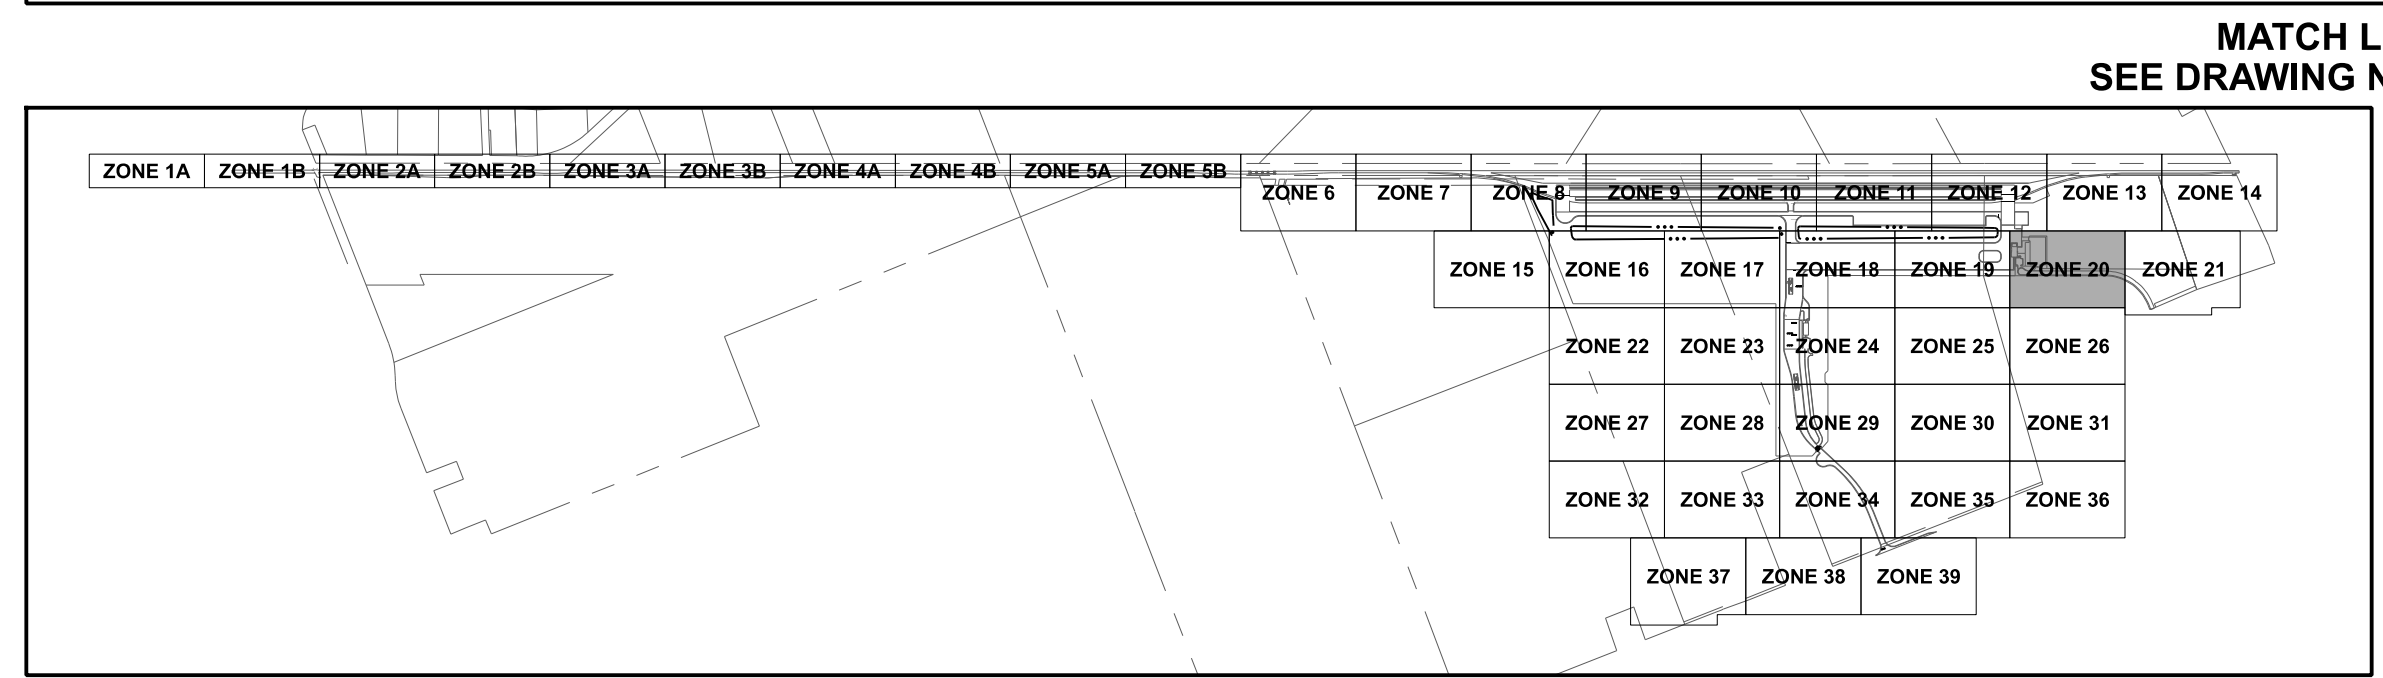 MATCH L
SEE DRAWING N
ZONE 1A ZONE 1B ZONE 2A ZONE 2B ZONE 3A ZONE 3B ZONE 4A ZONE 4B ZONE 5A ZONE 5B
ZONE 6 ZONE 7 ZONE 8 ZONE 9 ZONE 10 ZONE 11 ZONE 12 ZONE 13 ZONE 14
ZONE 15 ZONE 16 ZONE 17 ZONE 18 ZONE 19 ZONE 20 ZONE 21
ZONE 22 ZONE 23 ZONE 24 ZONE 25 ZONE 26
ZONE 27 ZONE 28 ZONE 29 ZONE 30 ZONE 31
ZONE 32 ZONE 33 ZONE 34 ZONE 35 ZONE 36
ZONE 37 ZONE 38 ZONE 39